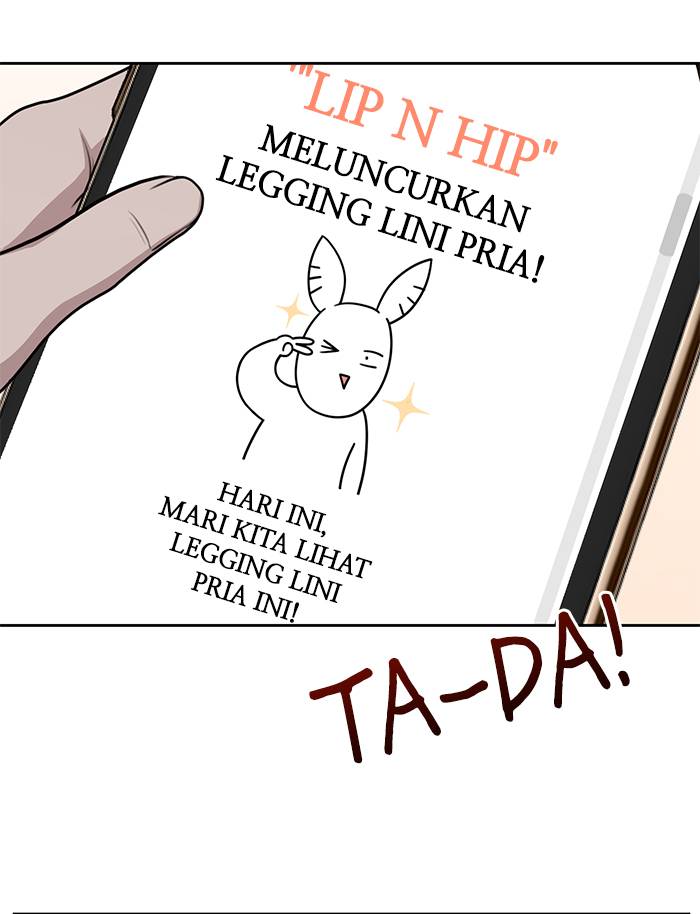 '"LIP N HIP"
MELUNCURKAN
LEGGING LINI PRIA!
HARI INI,
MARI KITA LIHAT
LEGGING LINI
PRIA INI!
TA-DA!